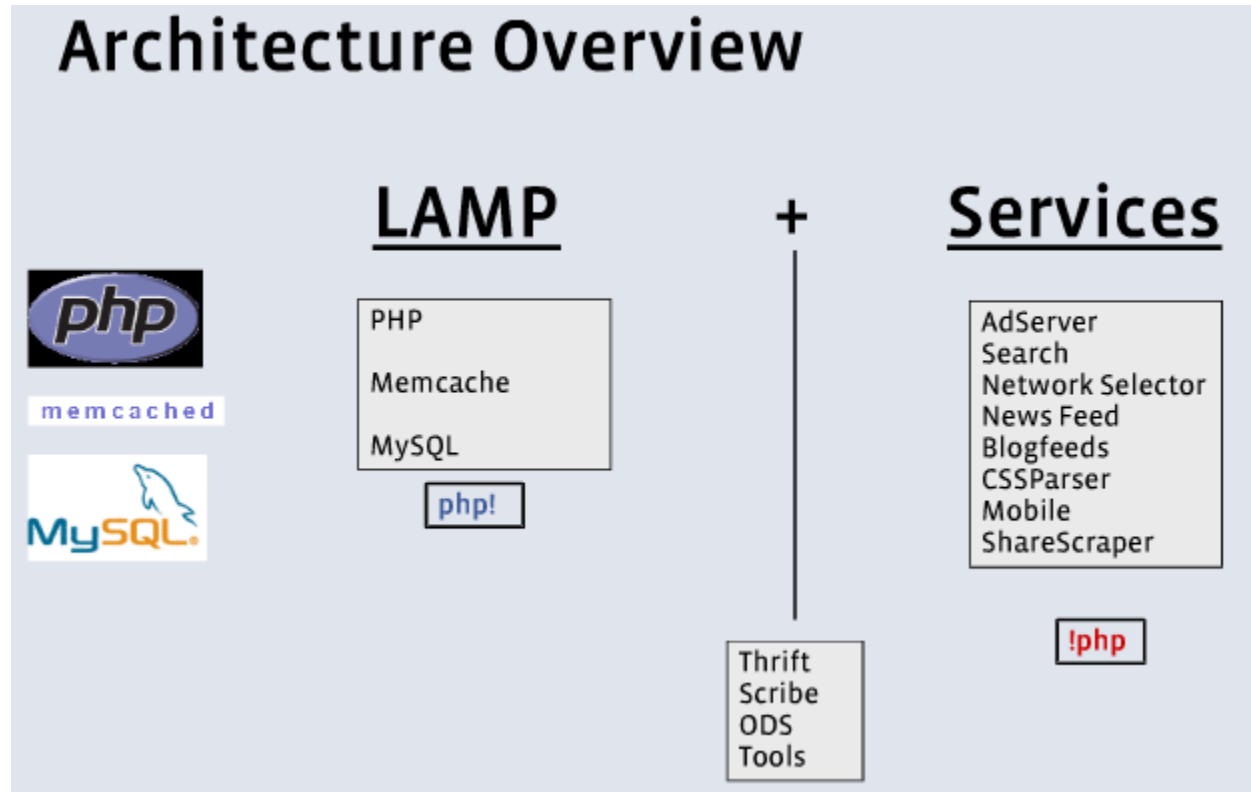 Architecture Overview
LAMP + Services
php
memcached
MySQL.
PHP
Memcache
MySQL
php!
AdServer
Search
Network Selector
News Feed
Blogfeeds
CSSParser
Mobile
ShareScraper
!php
Thrift
Scribe
ODS
Tools